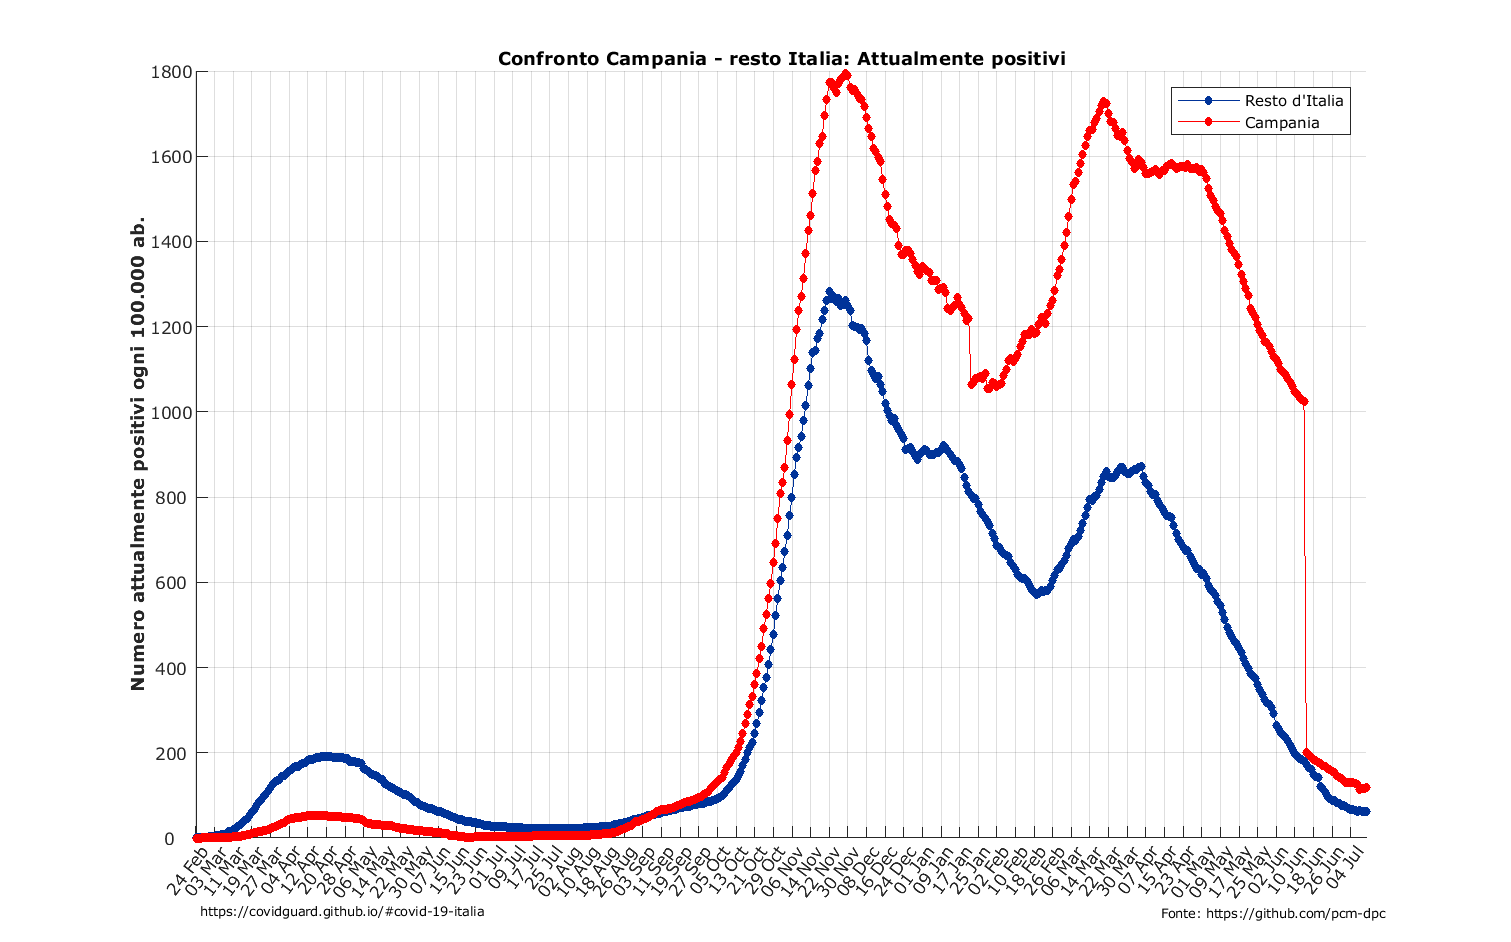 Confronto Campania - resto Italia: Attualmente positivi
Resto d'Italia
Campania
Numero attualmente positivi ogni 100.000 ab.
1800
1600
1400
1200
1000
800
600
400
200
0
24 Feb
03 Mar
11 Mar
19 Mar
27 Mar
04 Apr
12 Apr
20 Apr
28 Apr
06 May
14 May
22 May
30 May
07 Jun
15 Jun
23 Jun
01 Jul
09 Jul
17 Jul
25 Jul
02 Aug
10 Aug
18 Aug
26 Aug
03 Sep
11 Sep
19 Sep
27 Sep
05 Oct
13 Oct
21 Oct
29 Oct
06 Nov
14 Nov
22 Nov
30 Nov
08 Dec
16 Dec
24 Dec
01 Jan
09 Jan
17 Jan
25 Jan
02 Feb
10 Feb
18 Feb
26 Feb
06 Mar
14 Mar
22 Mar
30 Mar
07 Apr
15 Apr
23 Apr
01 May
09 May
17 May
25 May
02 Jun
10 Jun
18 Jun
26 Jun
04 Jul
https://covidguard.github.io/#covid-19-italia
Fonte: https://github.com/pcm-dpc